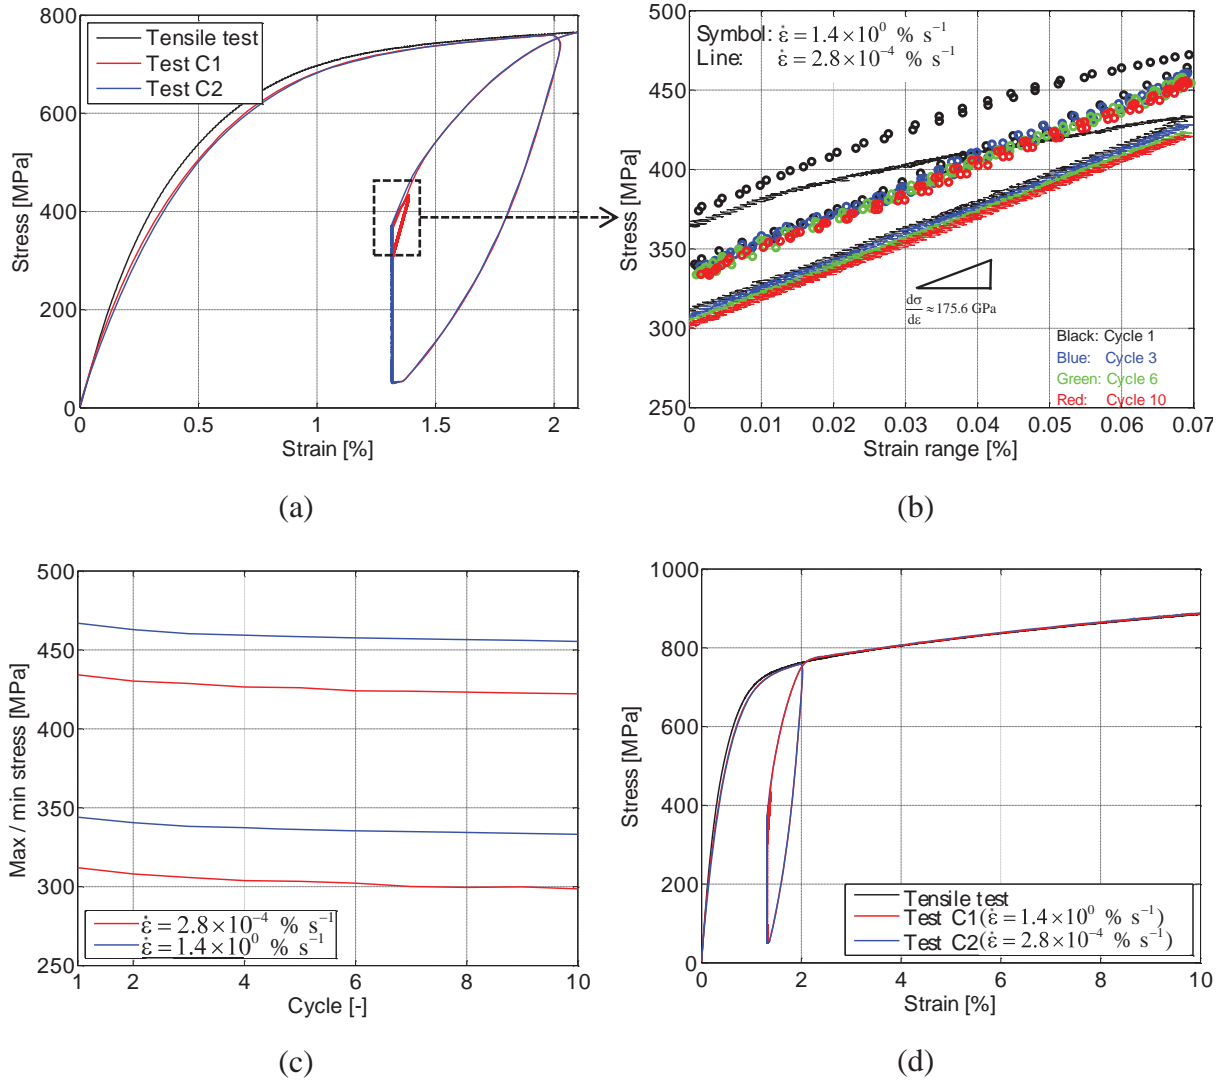 800
600
400
200
0
Stress [MPa]
Tensile test
Test C1
Test C2
0 0.5 1 1.5 2
Strain [%]
(a)
500
450
400
350
300
250
Stress [MPa]
Symbol: ε̇ = 1.4×10⁰ % s⁻¹
Line: ε̇ = 2.8×10⁻⁴ % s⁻¹
dσ/dε ≈ 175.6 GPa
Black: Cycle 1
Blue: Cycle 3
Green: Cycle 6
Red: Cycle 10
0 0.01 0.02 0.03 0.04 0.05 0.06 0.07
Strain range [%]
(b)
500
450
400
350
300
250
Max / min stress [MPa]
ε̇ = 2.8×10⁻⁴ % s⁻¹
ε̇ = 1.4×10⁰ % s⁻¹
1 2 4 6 8 10
Cycle [-]
(c)
1000
800
600
400
200
0
Stress [MPa]
Tensile test
Test C1(ε̇ = 1.4×10⁰ % s⁻¹)
Test C2(ε̇ = 2.8×10⁻⁴ % s⁻¹)
0 2 4 6 8 10
Strain [%]
(d)